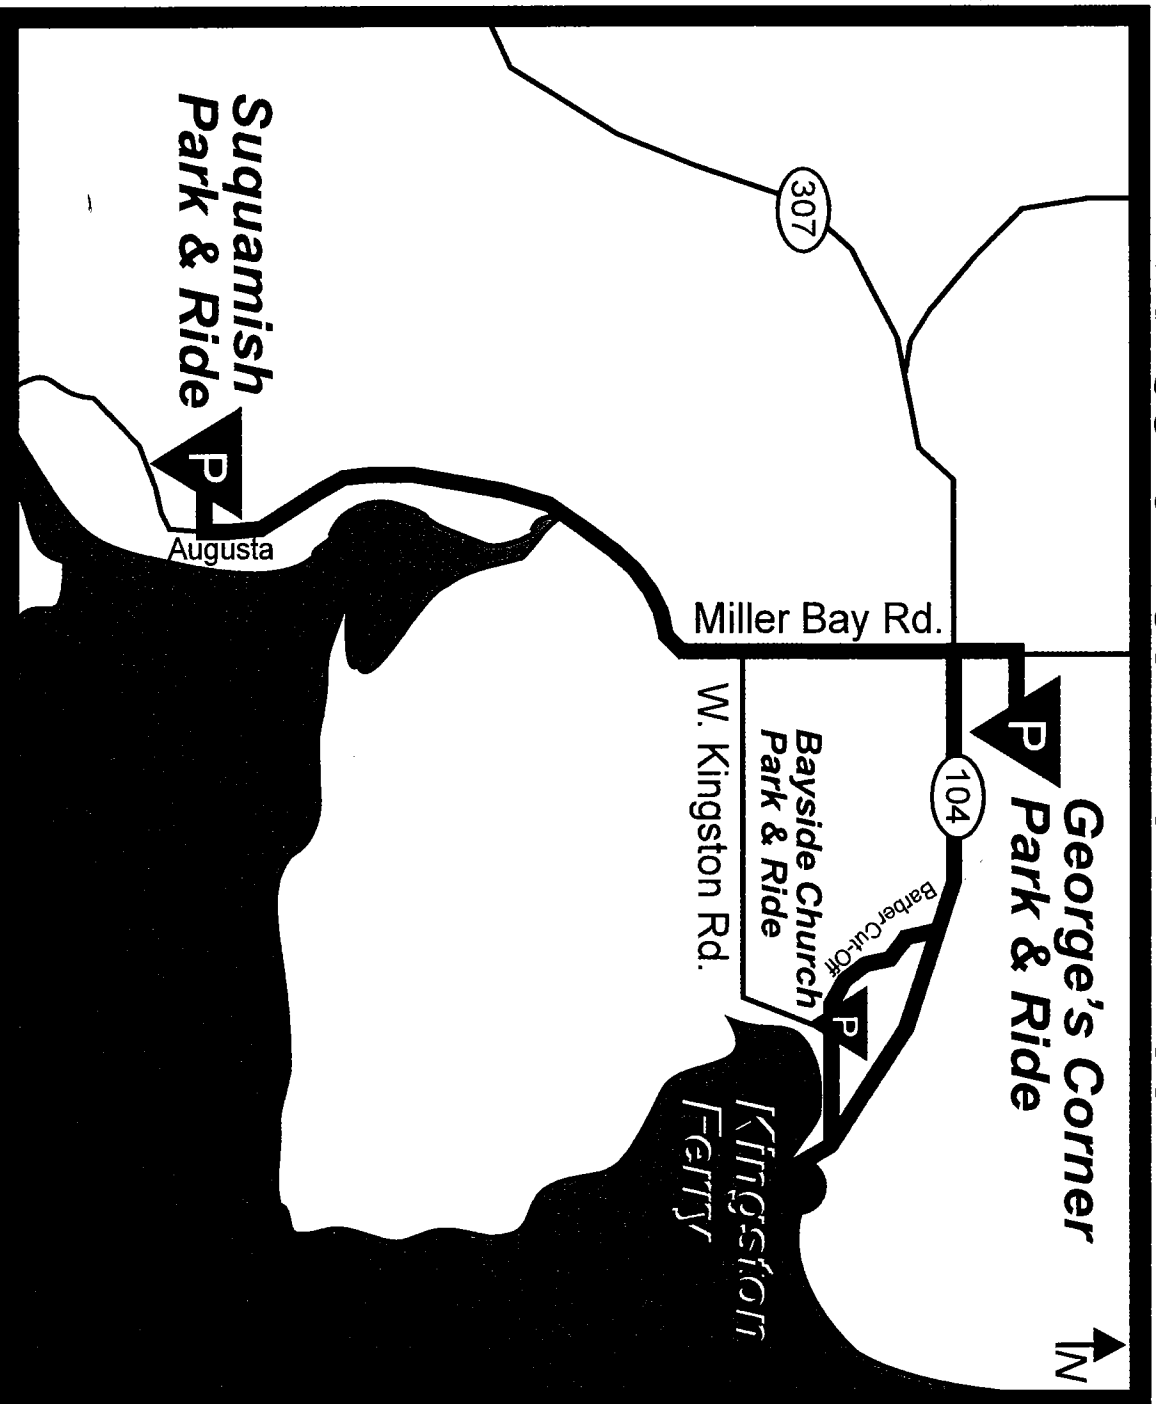 George's Corner
Park & Ride
N
P
104
307
Miller Bay Rd.
Barber Cut-Off
Bayside Church
Park & Ride
P
W. Kingston Rd.
Kingston
Ferry
Suquamish
Park & Ride
P
Augusta